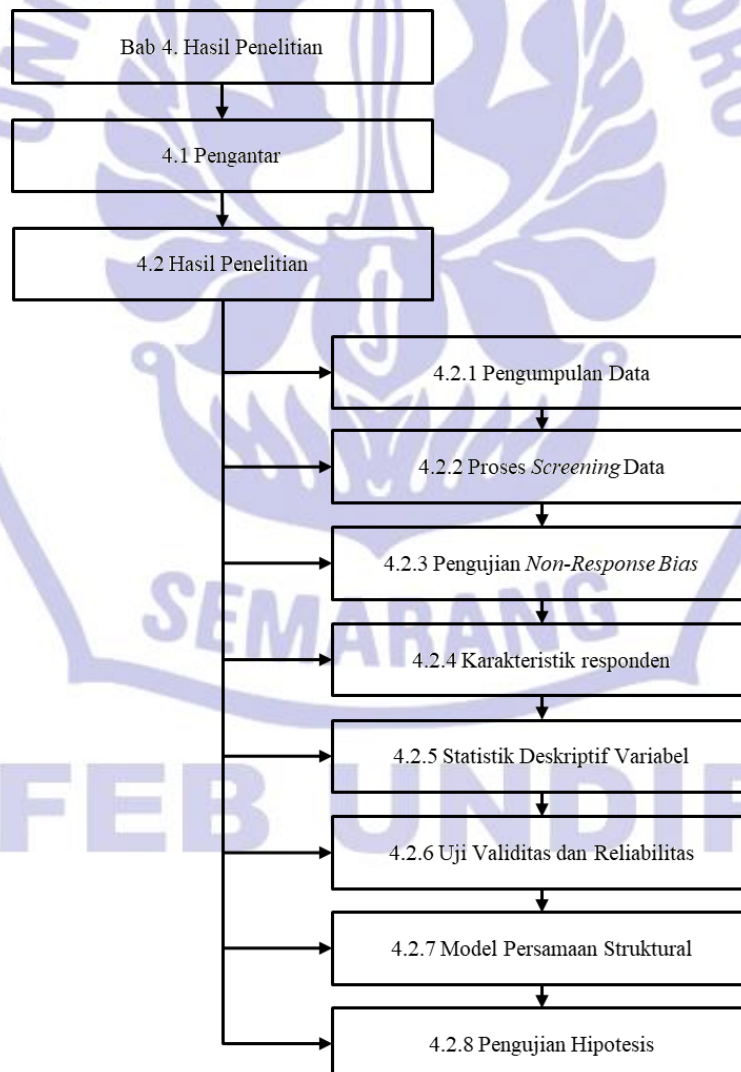 Bab 4. Hasil Penelitian
4.1 Pengantar
4.2 Hasil Penelitian
4.2.1 Pengumpulan Data
4.2.2 Proses Screening Data
4.2.3 Pengujian Non-Response Bias
SEMARANG
4.2.4 Karakteristik responden
4.2.5 Statistik Deskriptif Variabel
FEB UNDIP
4.2.6 Uji Validitas dan Reliabilitas
4.2.7 Model Persamaan Struktural
4.2.8 Pengujian Hipotesis